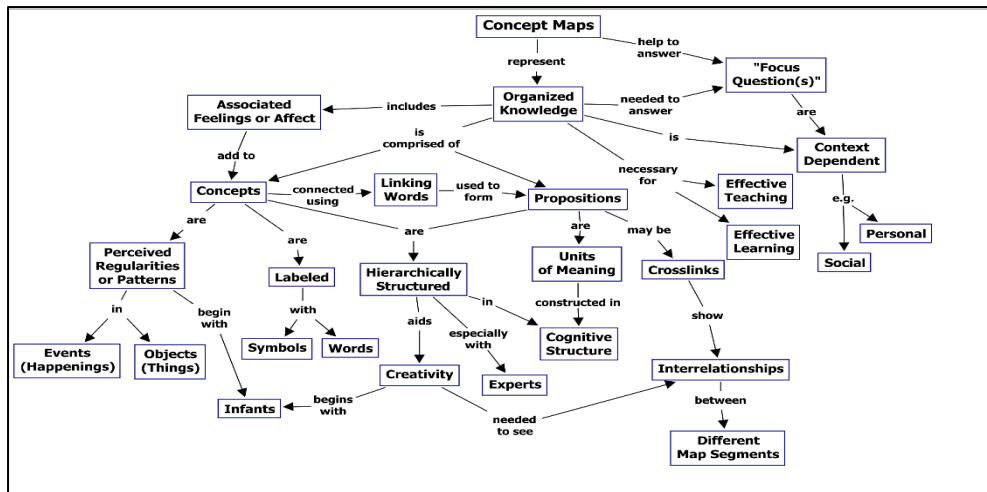 Concept Maps
help to
answer
represent
"Focus
Question(s)"
Associated
Feelings or Affect
includes
Organized
Knowledge
needed to
answer
are
is
comprised of
is
Context
Dependent
add to
necessary
for
Concepts
connected
using
Linking
Words
used to
form
Propositions
Effective
Teaching
e.g.
are
are
are
are
may be
Effective
Learning
Personal
Perceived
Regularities
or Patterns
Labeled
Hierarchically
Structured
Units
of Meaning
Crosslinks
Social
in
begin
with
with
aids
in
especially
with
constructed in
show
Events
(Happenings)
Objects
(Things)
Symbols
Words
Cognitive
Structure
Creativity
Experts
Interrelationships
Infants
begins
with
needed
to see
between
Different
Map Segments